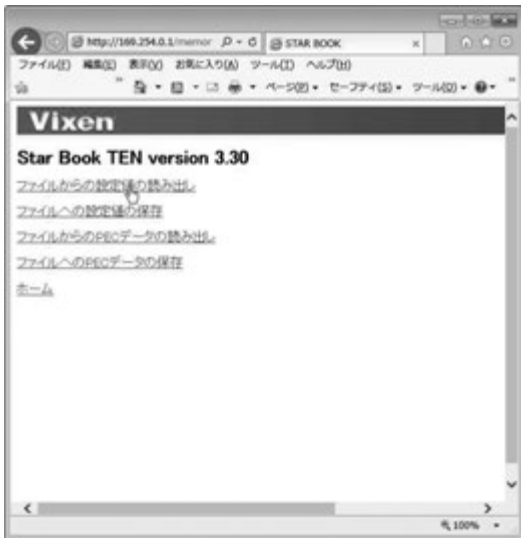 http://169.254.0.1/memor
STAR BOOK
ファイル(F) 編集(E) 表示(V) お気に入り(A) ツール(T) ヘルプ(H)
ページ(P) セーフティ(S) ツール(O)
Vixen
Star Book TEN version 3.30
ファイルからの設定値の読み出し
ファイルへの設定値の保存
ファイルからのPECデータの読み出し
ファイルへのPECデータの保存
ホーム
100%